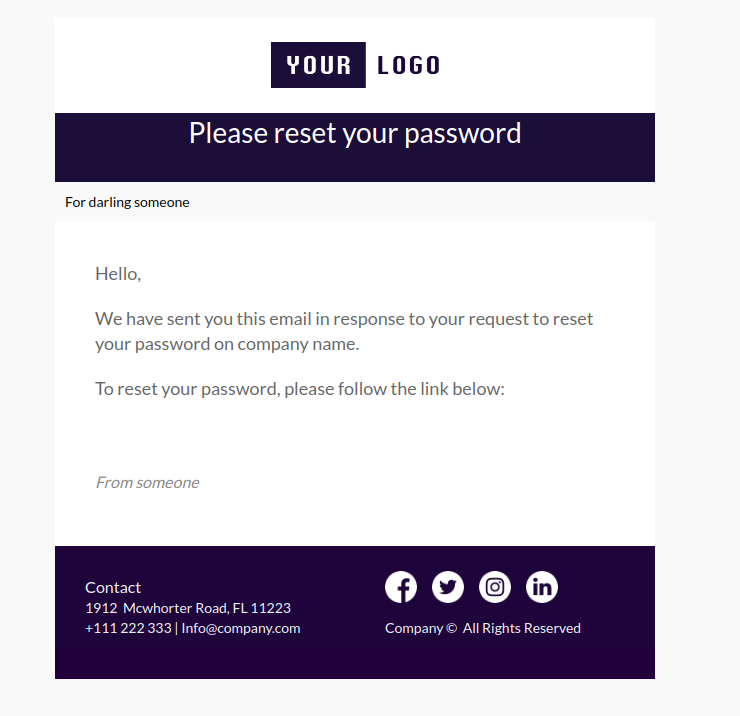 YOUR LOGO
Please reset your password
For darling someone
Hello,
We have sent you this email in response to your request to reset
your password on company name.
To reset your password, please follow the link below:
From someone
Contact
1912  Mcwhorter Road, FL 11223
+111 222 333 | Info@company.com
Company ©  All Rights Reserved